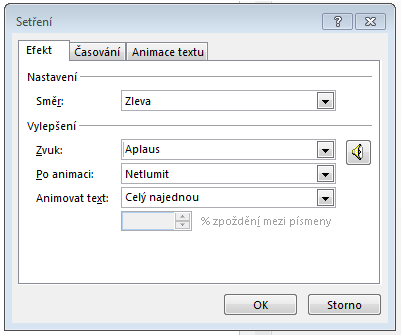 Setření
Efekt Časování Animace textu
Nastavení
Směr: Zleva
Vylepšení
Zvuk: Aplaus
Po animaci: Netlumit
Animovat text: Celý najednou
% zpoždění mezi písmeny
OK Storno